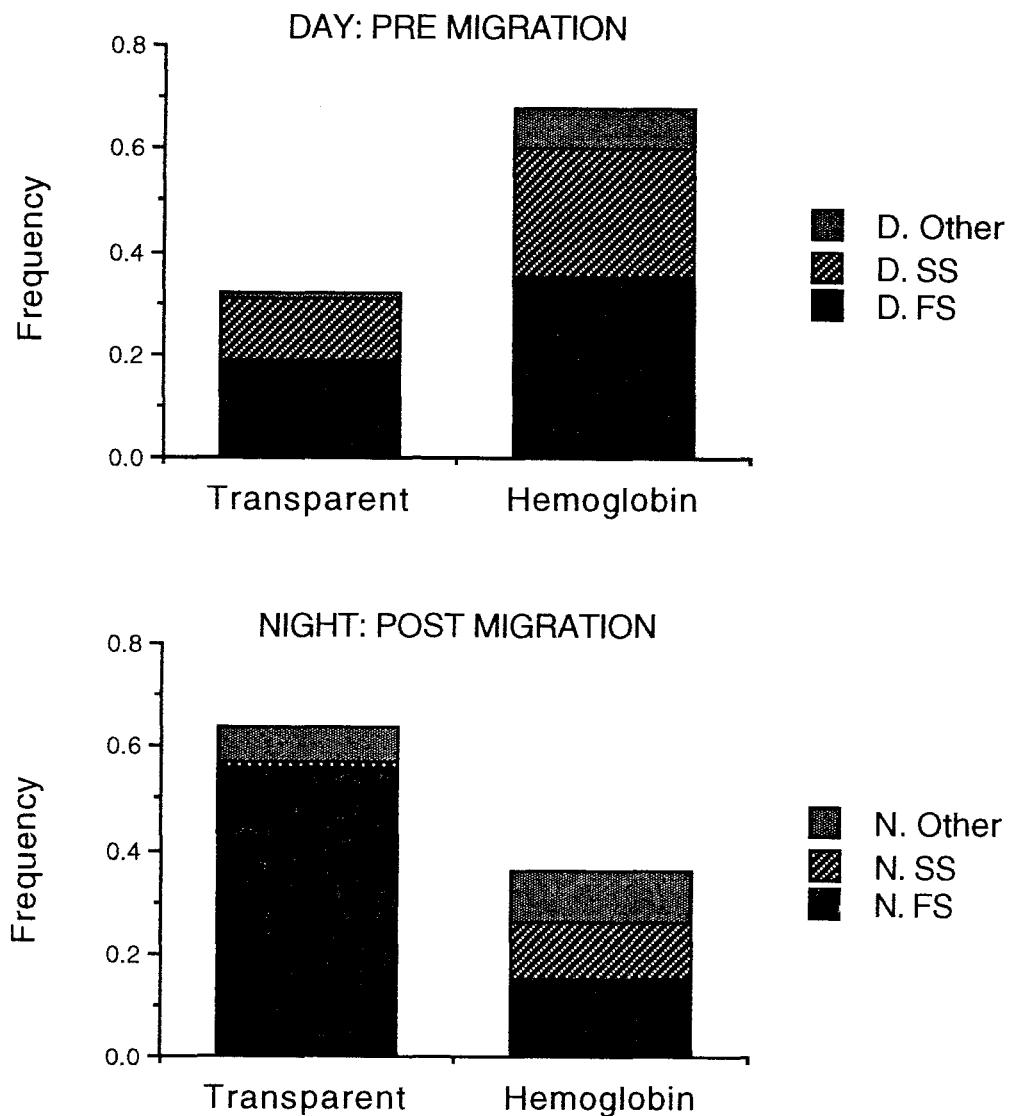 DAY: PRE MIGRATION
0.8
0.6
0.4
0.2
0.0
Frequency
Transparent
Hemoglobin
D. Other
D. SS
D. FS
NIGHT: POST MIGRATION
0.8
0.6
0.4
0.2
0.0
Frequency
Transparent
Hemoglobin
N. Other
N. SS
N. FS